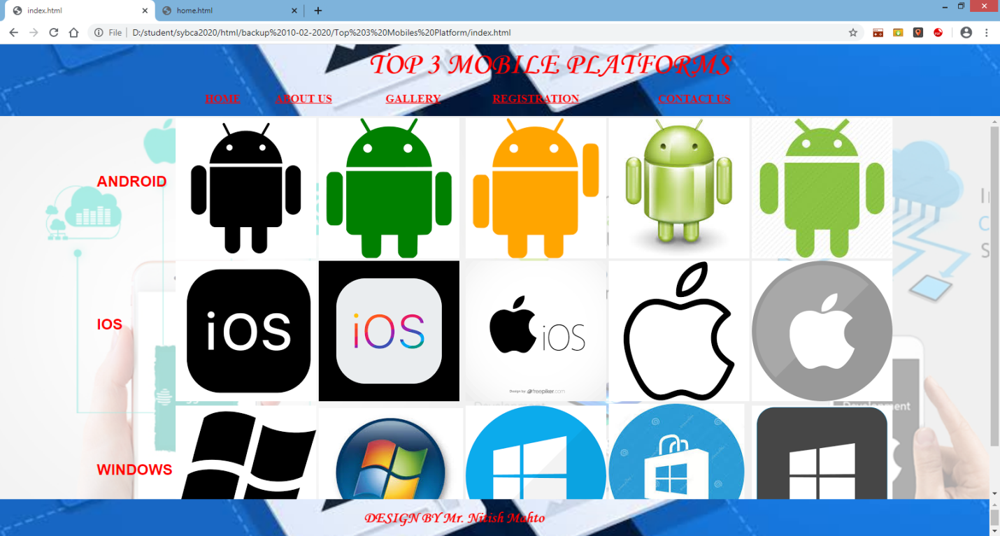 index.html
home.html
File
D:/student/sybca2020/html/backup%2010-02-2020/Top%203%20Mobiles%20Platform/index.html
TOP 3 MOBILE PLATFORMS
HOME ABOUT US GALLERY REGISTRATION CONTACT US
ANDROID
IOS
iOS
iOS
iOS
Design by: freepiker.com
Development
WINDOWS
DESIGN BY Mr. Nitish Mahto